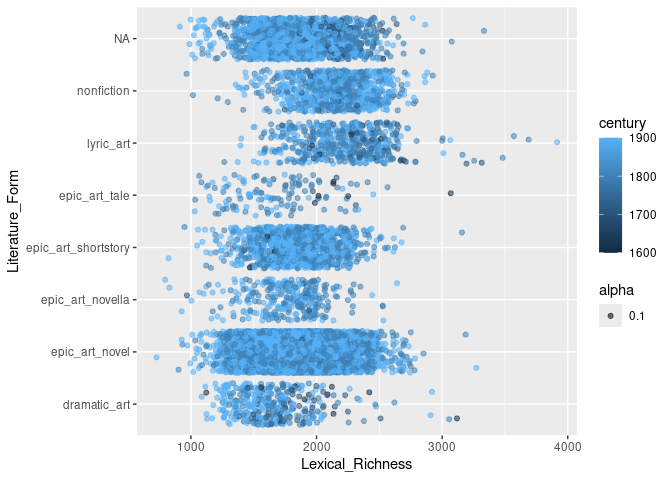 NA
nonfiction
lyric_art
epic_art_tale
epic_art_shortstory
epic_art_novella
epic_art_novel
dramatic_art
Literature_Form
1000 2000 3000 4000
Lexical_Richness
century
1900
1800
1700
1600
alpha
0.1